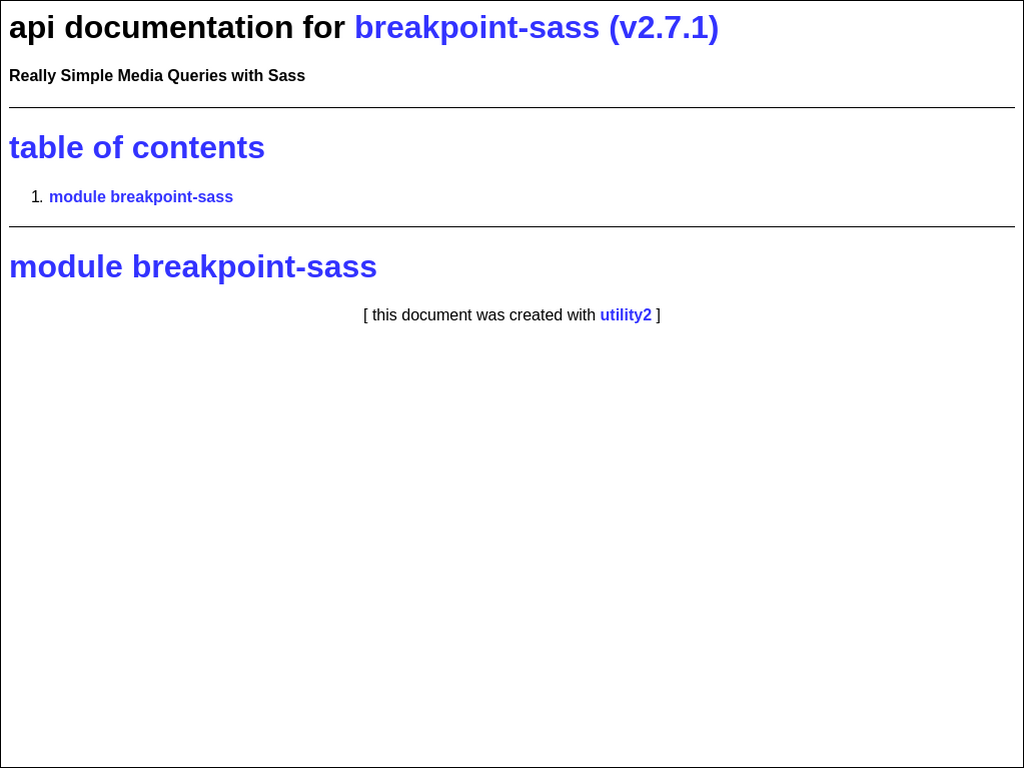 api documentation for breakpoint-sass (v2.7.1)
Really Simple Media Queries with Sass
table of contents
1. module breakpoint-sass
module breakpoint-sass
[ this document was created with utility2 ]